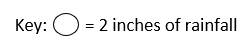 Key: = 2 inches of rainfall